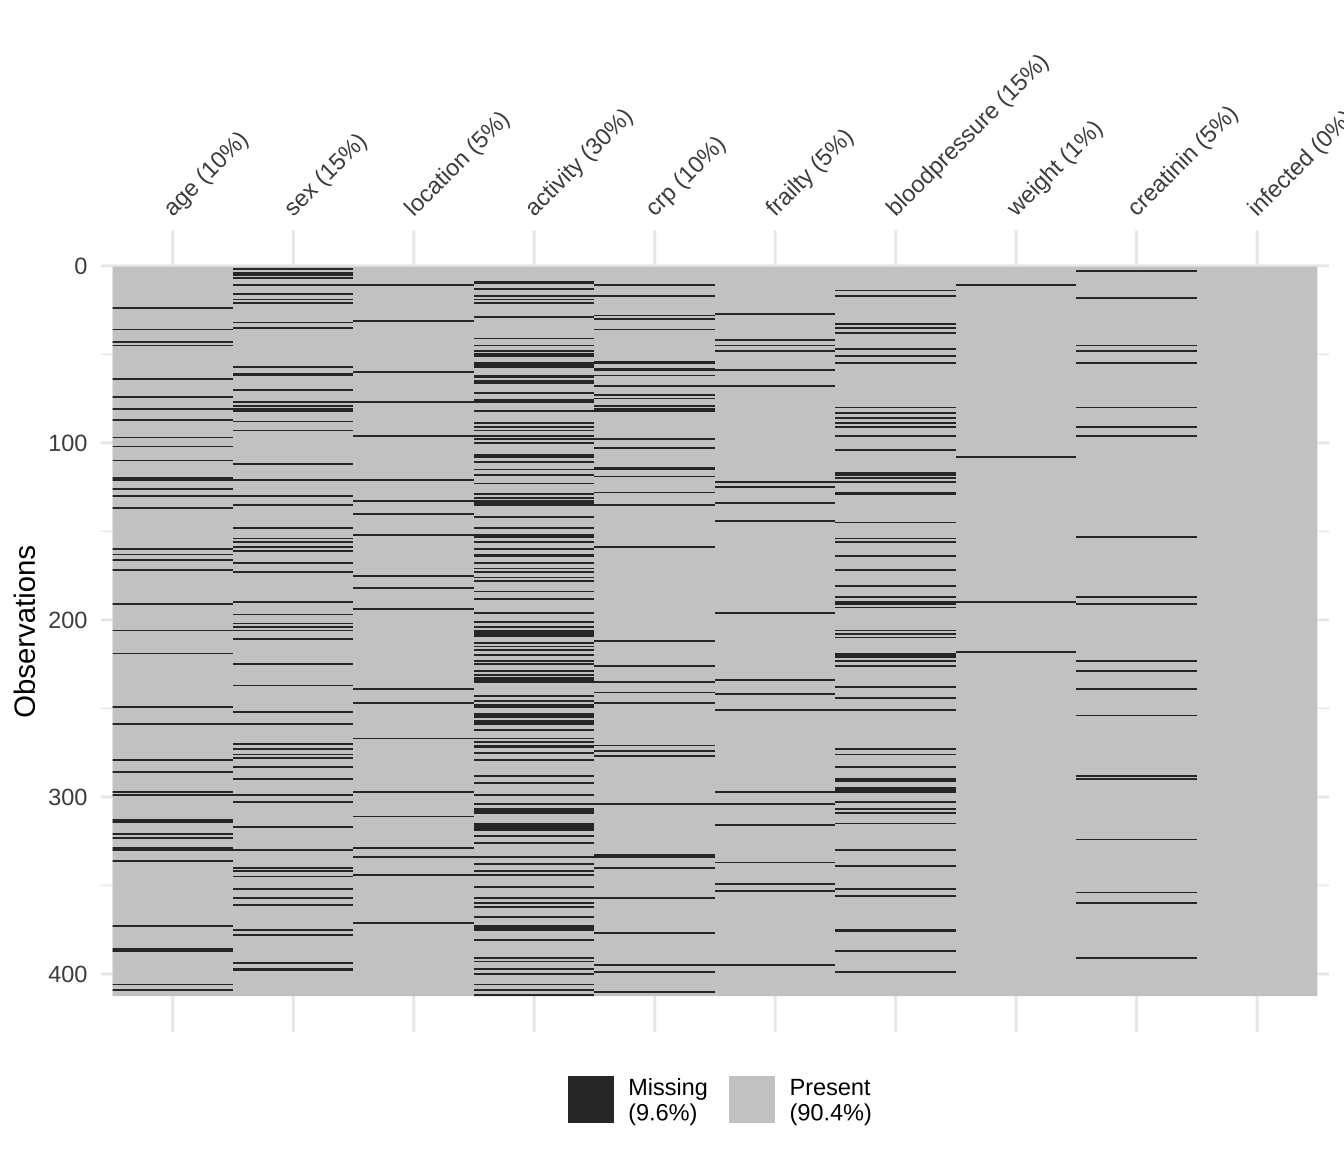 age (10%)
sex (15%)
location (5%)
activity (30%)
crp (10%)
frailty (5%)
bloodpressure (15%)
weight (1%)
creatinin (5%)
infected (0%
0
100
200
300
400
Observations
Missing
(9.6%)
Present
(90.4%)